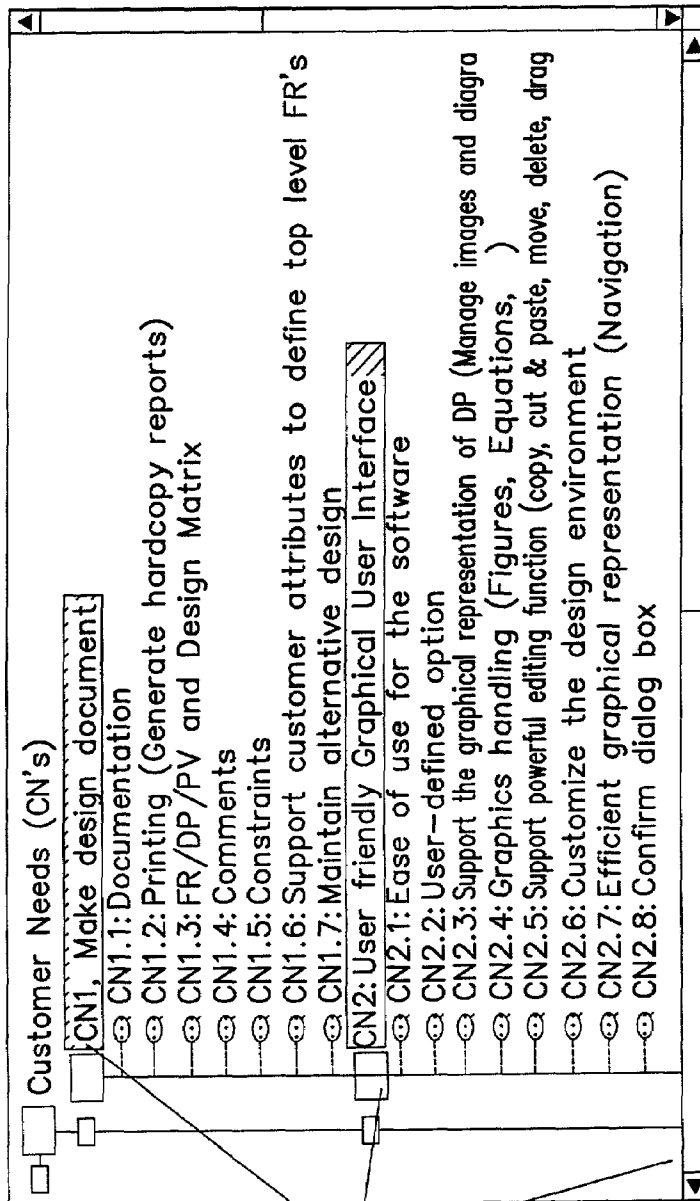 Customer Needs (CN's)
CN1, Make design document
CN1.1: Documentation
CN1.2: Printing (Generate hardcopy reports)
CN1.3: FR/DP/PV and Design Matrix
CN1.4: Comments
CN1.5: Constraints
CN1.6: Support customer attributes to define top level FR's
CN1.7: Maintain alternative design
CN2: User friendly Graphical User Interface
CN2.1: Ease of use for the software
CN2.2: User-defined option
CN2.3: Support the graphical representation of DP (Manage images and diagra
CN2.4: Graphics handling (Figures, Equations, )
CN2.5: Support powerful editing function (copy, cut & paste, move, delete, drag
CN2.6: Customize the design environment
CN2.7: Efficient graphical representation (Navigation)
CN2.8: Confirm dialog box